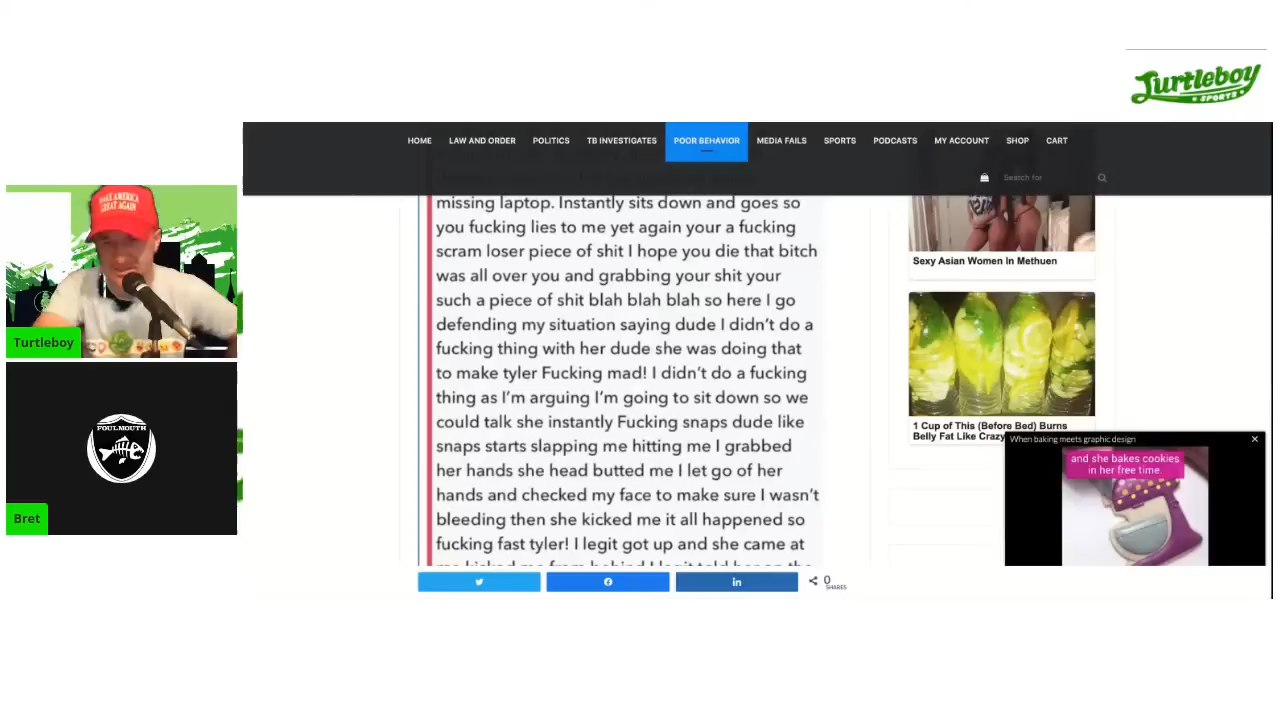 Turtleboy
SPORTS
HOME LAW AND ORDER POLITICS TB INVESTIGATES POOR BEHAVIOR MEDIA FAILS SPORTS PODCASTS MY ACCOUNT SHOP CART
Search for
MAKE AMERICA
GREAT AGAIN
Turtleboy
FOULMOUTH
Bret
missing laptop. Instantly sits down and goes so
you fucking lies to me yet again your a fucking
scram loser piece of shit I hope you die that bitch
was all over you and grabbing your shit your
such a piece of shit blah blah blah so here I go
defending my situation saying dude I didn't do a
fucking thing with her dude she was doing that
to make tyler Fucking mad! I didn't do a fucking
thing as I'm arguing I'm going to sit down so we
could talk she instantly Fucking snaps dude like
snaps starts slapping me hitting me I grabbed
her hands she head butted me I let go of her
hands and checked my face to make sure I wasn't
bleeding then she kicked me it all happened so
fucking fast tyler! I legit got up and she came at
Sexy Asian Women In Methuen
1 Cup of This (Before Bed) Burns
Belly Fat Like Crazy
When baking meets graphic design
and she bakes cookies
in her free time.
0
SHARES